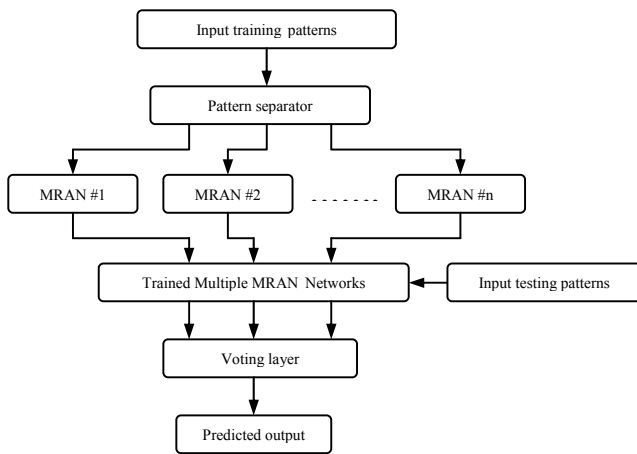 Input training patterns
Pattern separator
MRAN #1
MRAN #2
- - - - - - -
MRAN #n
Trained Multiple MRAN Networks
Input testing patterns
Voting layer
Predicted output